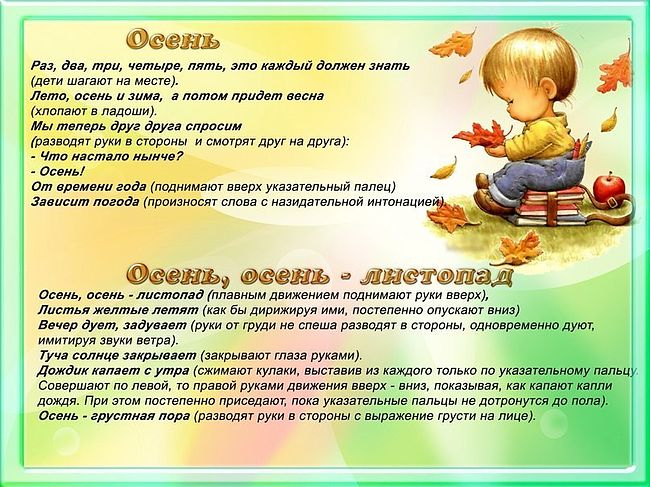 Осень
Раз, два, три, четыре, пять, это каждый должен знать
(дети шагают на месте).
Лето, осень и зима,  а потом придет весна
(хлопают в ладоши).
Мы теперь друг друга спросим
(разводят руки в стороны  и смотрят друг на друга):
- Что настало нынче?
- Осень!
От времени года (поднимают вверх указательный палец)
Зависит погода (произносят слова с назидательной интонацией).
Осень, осень - листопад
Осень, осень - листопад (плавным движением поднимают руки вверх),
Листья желтые летят (как бы дирижируя ими, постепенно опускают вниз)
Вечер дует, задувает (руки от груди не спеша разводят в стороны, одновременно дуют,
имитируя звуки ветра).
Туча солнце закрывает (закрывают глаза руками).
Дождик капает с утра (сжимают кулаки, выставив из каждого только по указательному пальцу.
Совершают по левой, то правой руками движения вверх - вниз, показывая, как капают капли
дождя. При этом постепенно приседают, пока указательные пальцы не дотронутся до пола).
Осень - грустная пора (разводят руки в стороны с выражение грусти на лице).